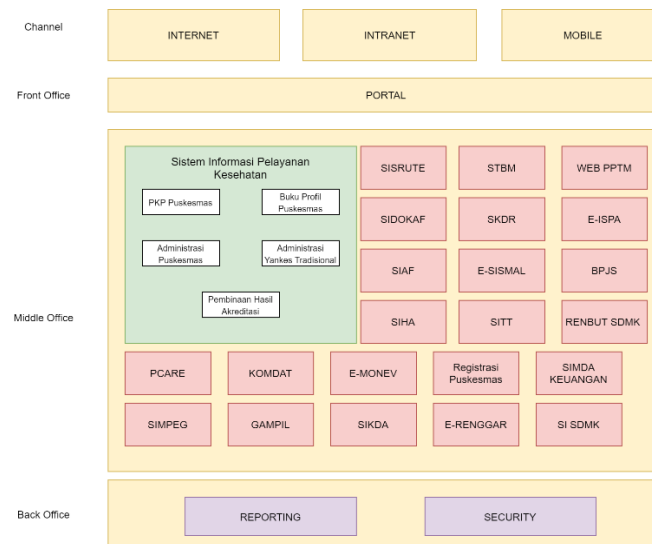 Channel
INTERNET
INTRANET
MOBILE
Front Office
PORTAL
Middle Office
Sistem Informasi Pelayanan
Kesehatan
PKP Puskesmas
Buku Profil
Puskesmas
Administrasi
Puskesmas
Administrasi
Yankes Tradisional
Pembinaan Hasil
Akreditasi
SISRUTE
STBM
WEB PPTM
SIDOKAF
SKDR
E-ISPA
SIAF
E-SISMAL
BPJS
SIHA
SITT
RENBUT SDMK
PCARE
KOMDAT
E-MONEV
Registrasi
Puskesmas
SIMDA
KEUANGAN
SIMPEG
GAMPIL
SIKDA
E-RENGGAR
SI SDMK
Back Office
REPORTING
SECURITY